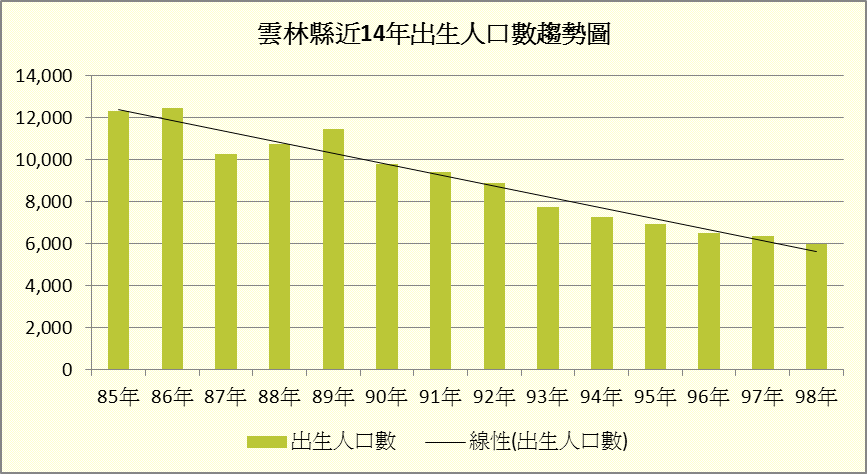 雲林縣近14年出生人口數趨勢圖
14,000
12,000
10,000
8,000
6,000
4,000
2,000
0
85年 86年 87年 88年 89年 90年 91年 92年 93年 94年 95年 96年 97年 98年
出生人口數 線性(出生人口數)